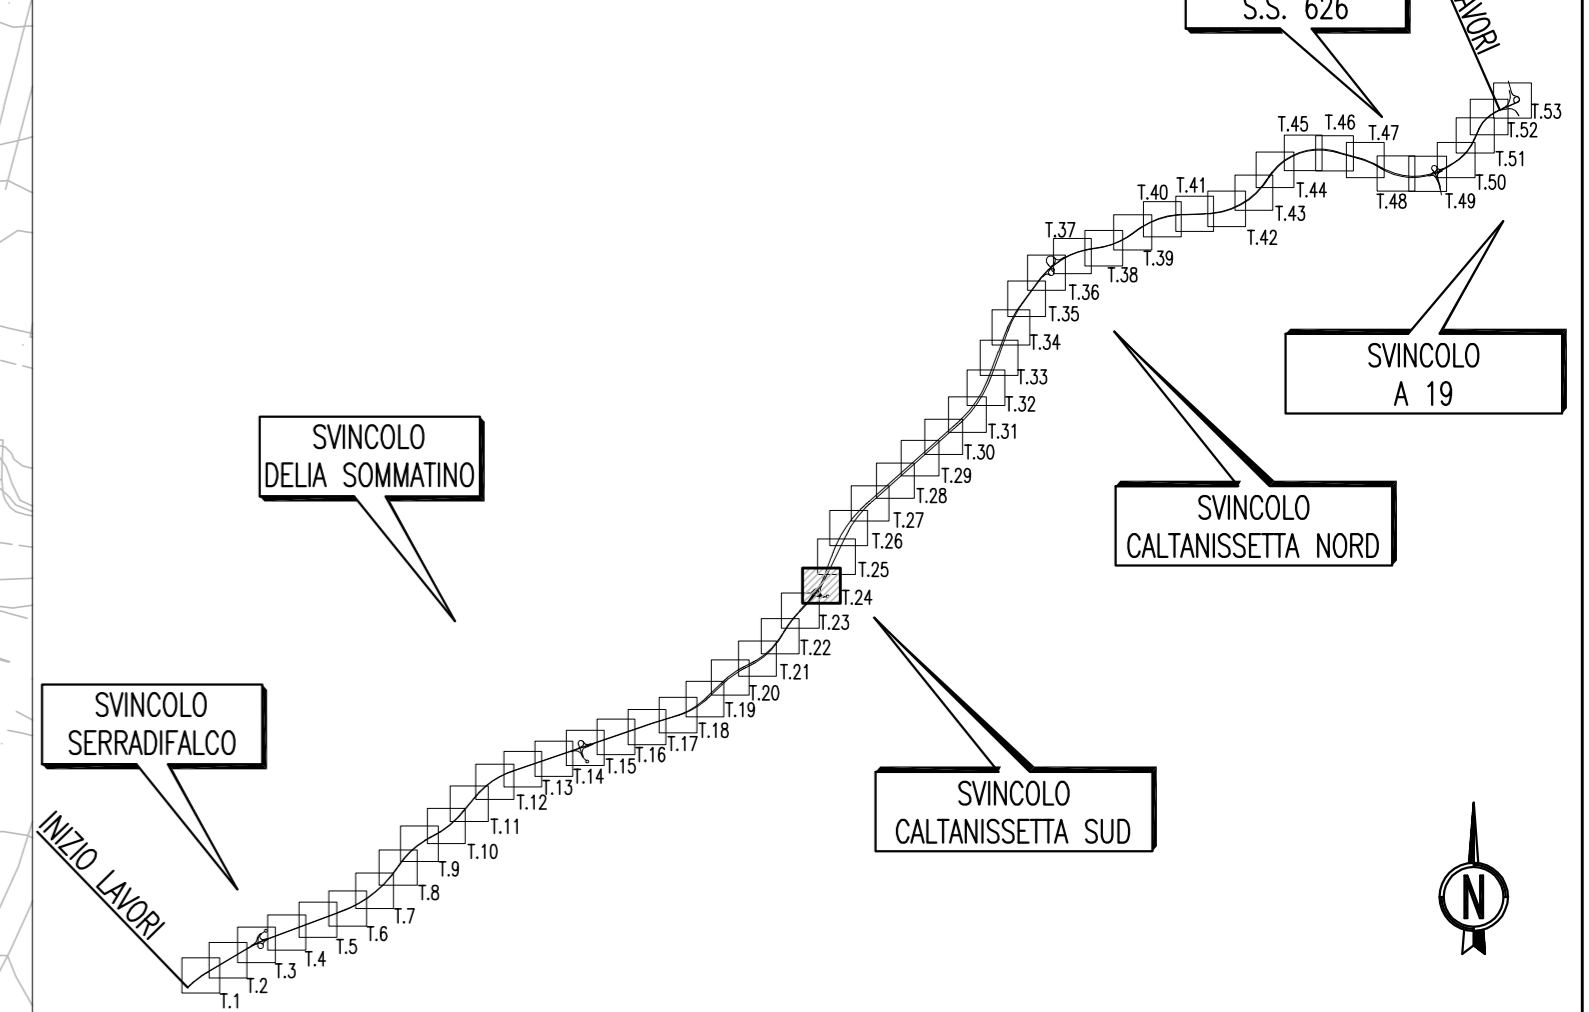 S.S. 626
AVORI
T.53
T.52
T.51
T.50
T.49
T.48
T.47
T.46
T.45
T.44
T.43
T.42
T.41
T.40
T.39
T.38
T.37
T.36
T.35
T.34
T.33
T.32
T.31
T.30
T.29
T.28
T.27
T.26
T.25
T.24
T.23
T.22
T.21
T.20
T.19
T.18
T.17
T.16
T.15
T.14
T.13
T.12
T.11
T.10
T.9
T.8
T.7
T.6
T.5
T.4
T.3
T.2
T.1
SVINCOLO
A 19
SVINCOLO
DELIA SOMMATINO
SVINCOLO
CALTANISSETTA NORD
SVINCOLO
SERRADIFALCO
SVINCOLO
CALTANISSETTA SUD
INIZIO LAVORI
N